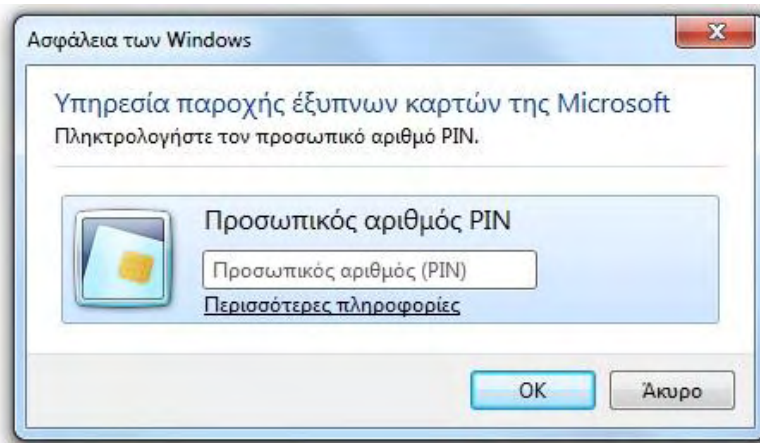 Ασφάλεια των Windows
Υπηρεσία παροχής έξυπνων καρτών της Microsoft
Πληκτρολογήστε τον προσωπικό αριθμό PIN.
Προσωπικός αριθμός PIN
Προσωπικός αριθμός (PIN)
Περισσότερες πληροφορίες
OK
Άκυρο